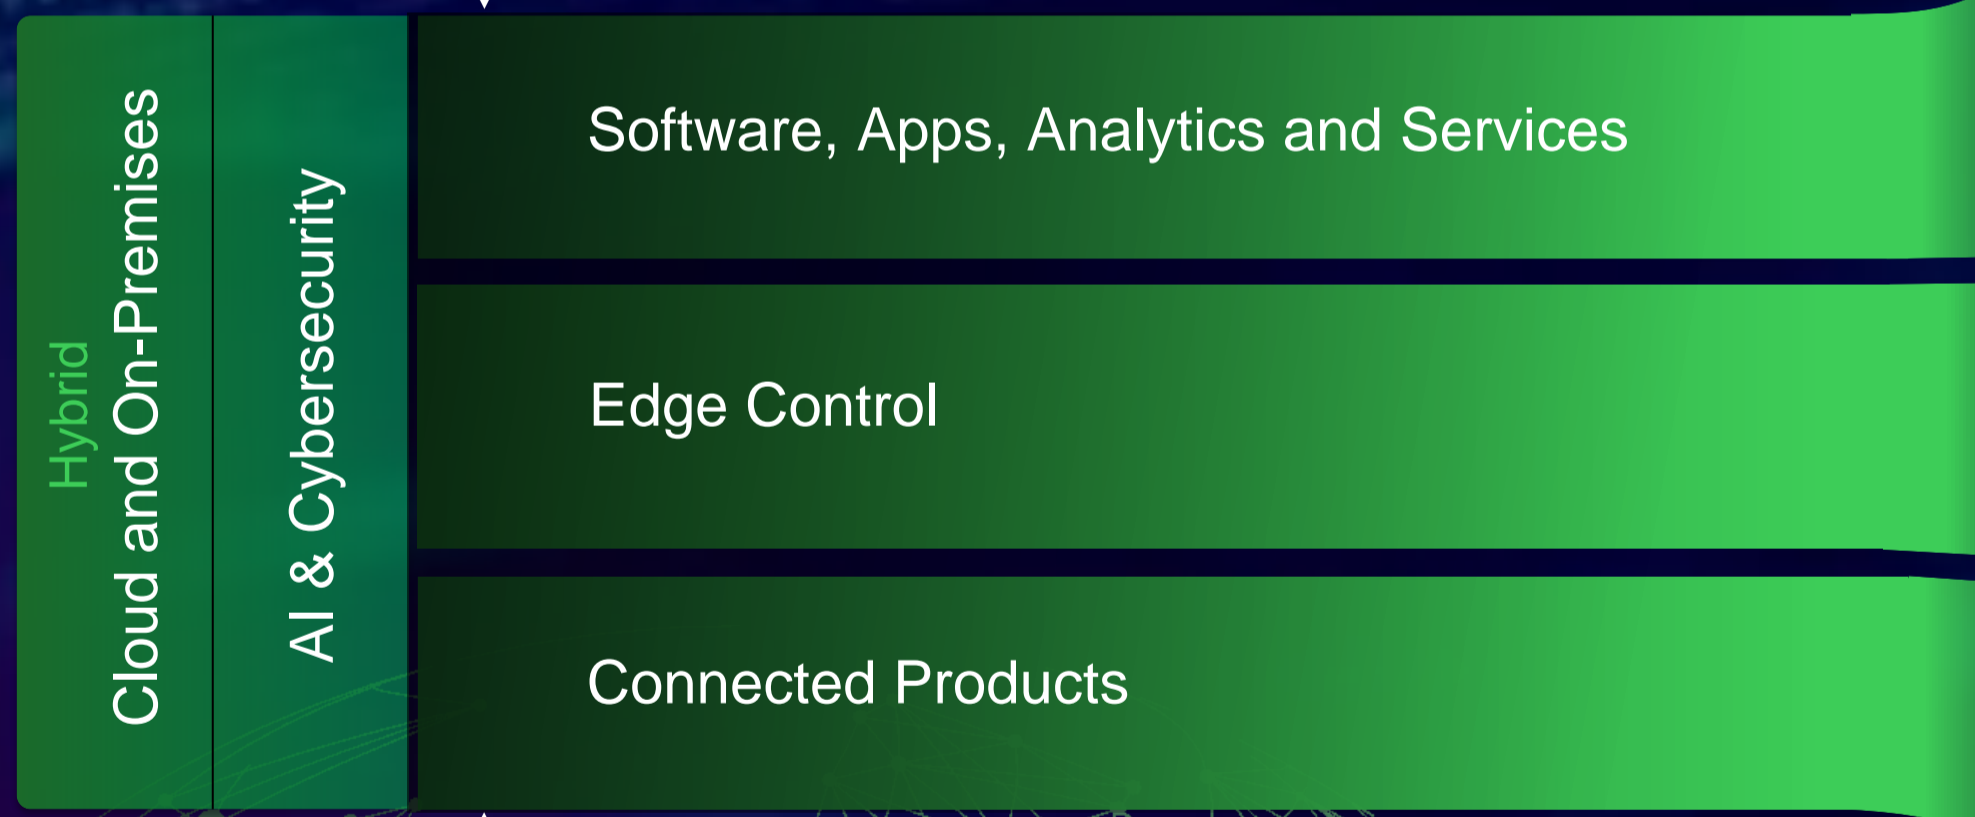 Hybrid
Cloud and On-Premises
AI & Cybersecurity
Software, Apps, Analytics and Services
Edge Control
Connected Products